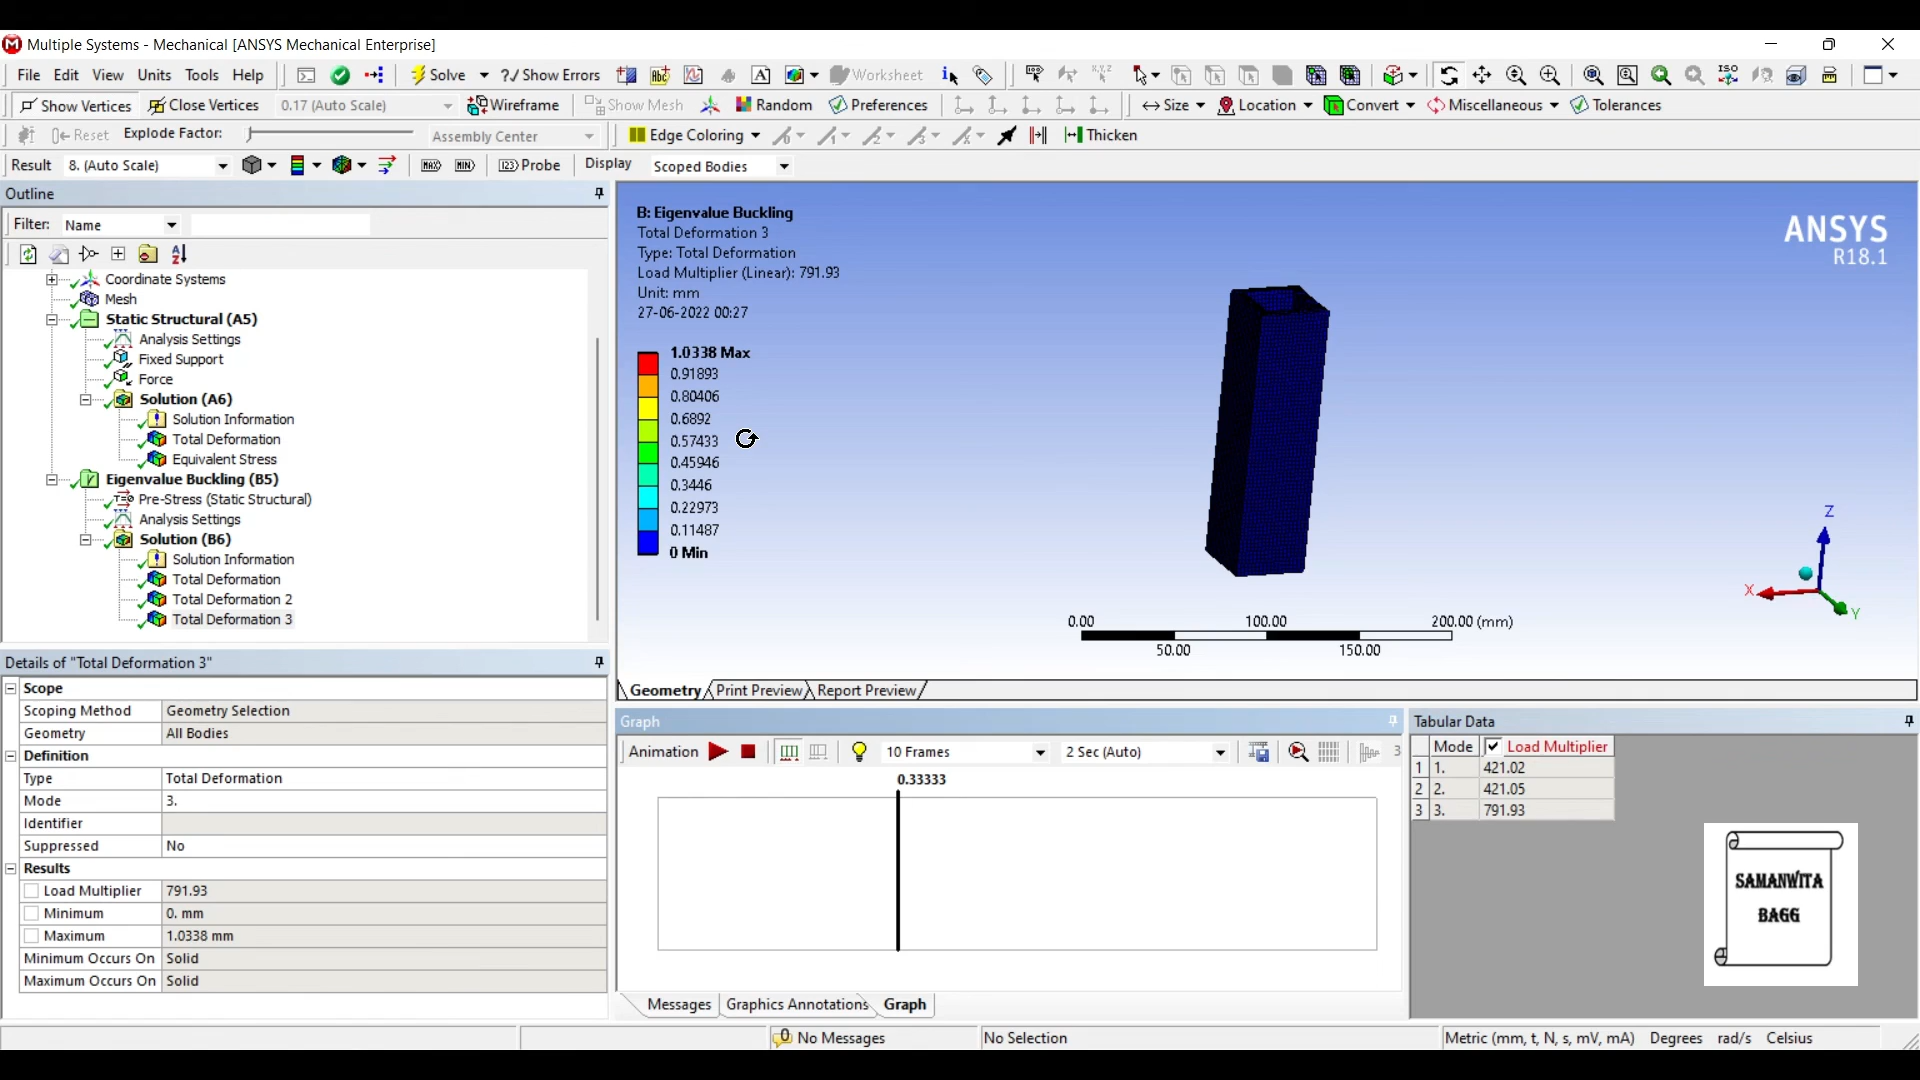 Multiple Systems - Mechanical [ANSYS Mechanical Enterprise]
File Edit View Units Tools Help Solve ?/ Show Errors Worksheet
Show Vertices Close Vertices 0.17 (Auto Scale) Wireframe Show Mesh Random Preferences Size Location Convert Miscellaneous Tolerances
Reset Explode Factor: Assembly Center Edge Coloring Thicken
Result 8. (Auto Scale) MAX MIN Probe Display Scoped Bodies
Outline
Filter: Name
Coordinate Systems
Mesh
Static Structural (A5)
Analysis Settings
Fixed Support
Force
Solution (A6)
Solution Information
Total Deformation
Equivalent Stress
Eigenvalue Buckling (B5)
Pre-Stress (Static Structural)
Analysis Settings
Solution (B6)
Solution Information
Total Deformation
Total Deformation 2
Total Deformation 3
Details of "Total Deformation 3"
Scope
Scoping Method Geometry Selection
Geometry All Bodies
Definition
Type Total Deformation
Mode 3.
Identifier
Suppressed No
Results
Load Multiplier 791.93
Minimum 0. mm
Maximum 1.0338 mm
Minimum Occurs On Solid
Maximum Occurs On Solid
B: Eigenvalue Buckling
Total Deformation 3
Type: Total Deformation
Load Multiplier (Linear): 791.93
Unit: mm
27-06-2022 00:27
1.0338 Max
0.91893
0.80406
0.6892
0.57433
0.45946
0.3446
0.22973
0.11487
0 Min
ANSYS
R18.1
Z
X
Y
0.00 100.00 200.00 (mm)
50.00 150.00
Geometry Print Preview Report Preview
Graph
Animation 10 Frames 2 Sec (Auto) 3
0.33333
Messages Graphics Annotations Graph
Tabular Data
Mode Load Multiplier
1 1. 421.02
2 2. 421.05
3 3. 791.93
SAMANWITA
BAGG
No Messages No Selection Metric (mm, t, N, s, mV, mA) Degrees rad/s Celsius